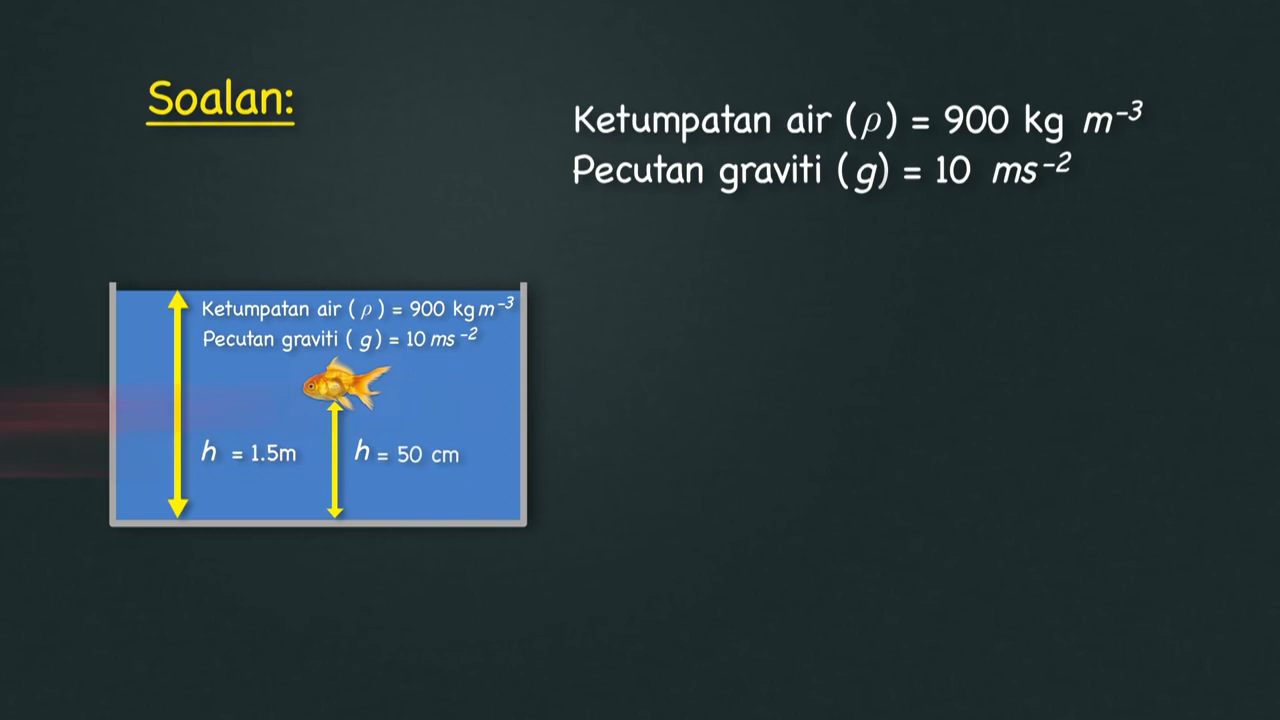 Soalan:
Ketumpatan air (ρ) = 900 kg m⁻³
Pecutan graviti (g) = 10 ms⁻²
Ketumpatan air (ρ) = 900 kg m⁻³
Pecutan graviti (g) = 10 ms⁻²
h = 1.5m
h = 50 cm